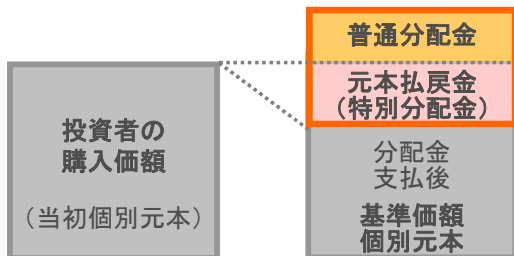 投資者の
購入価額
（当初個別元本）
普通分配金
元本払戻金
（特別分配金）
分配金
支払後
基準価額
個別元本